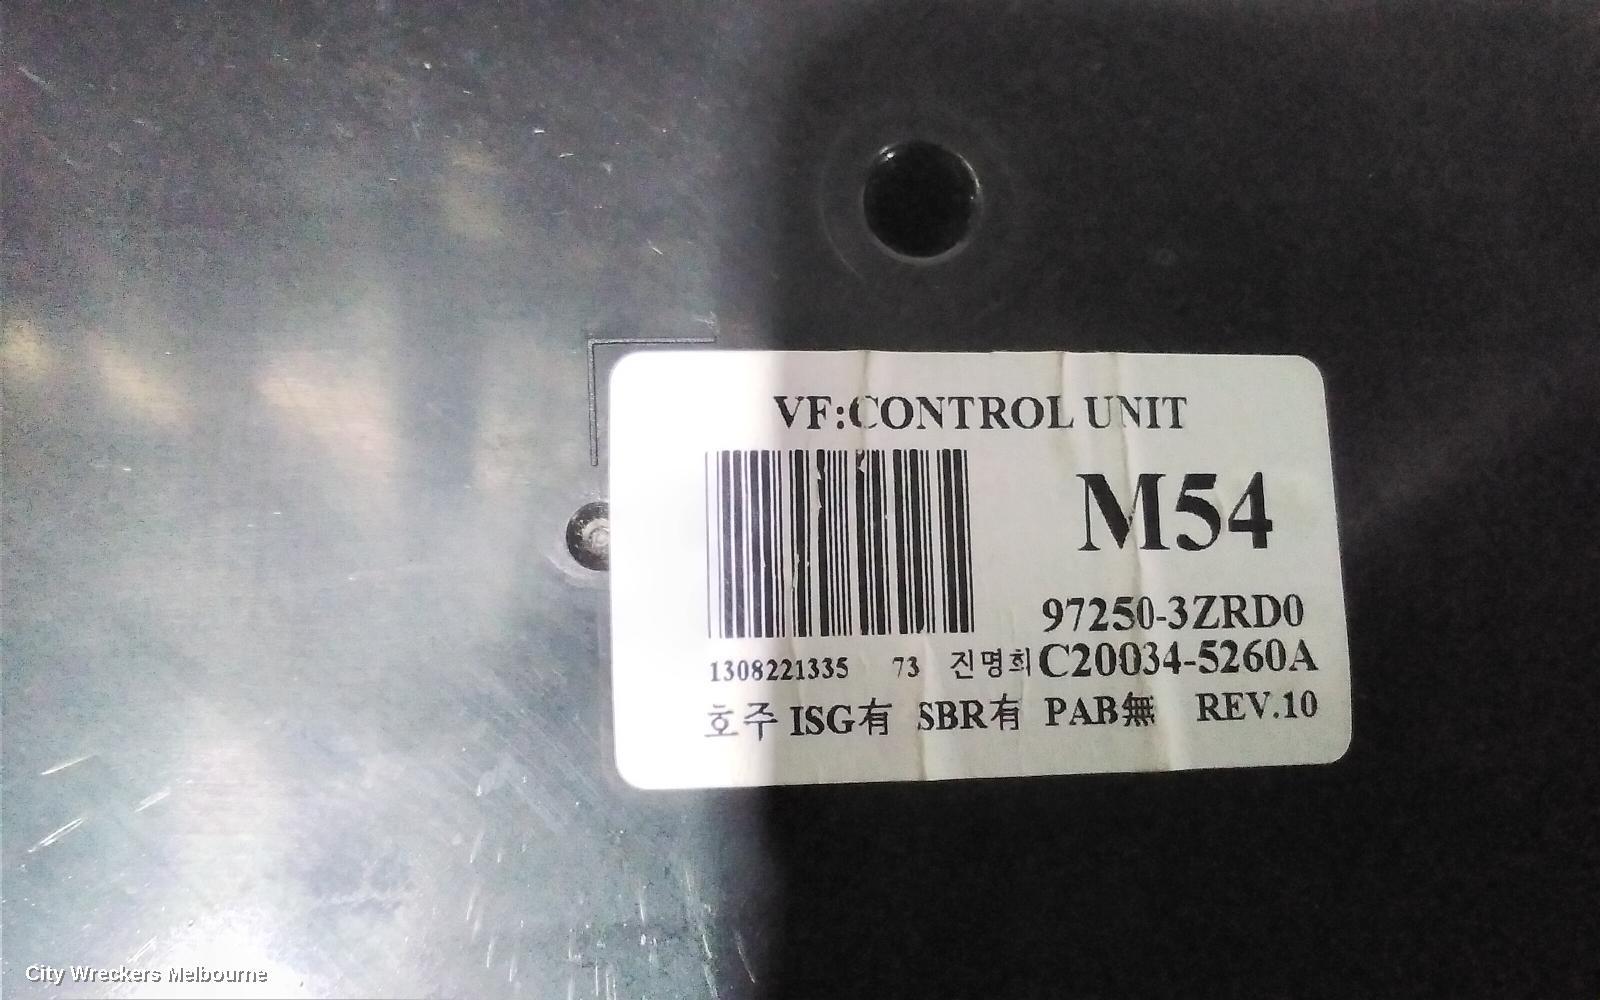 VF:CONTROL UNIT
M54
97250-3ZRD0
1308221335 73 진명희 C20034-5260A
호주 ISG有 SBR有 PAB無 REV.10
City Wreckers Melbourne